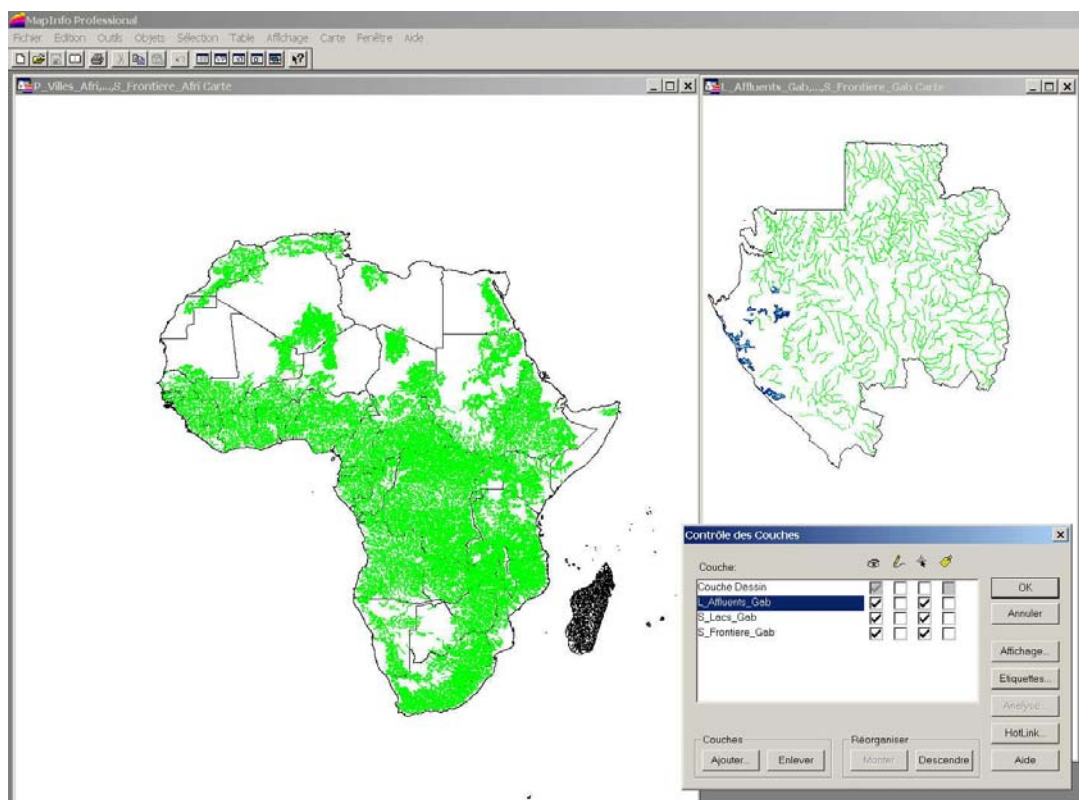 MapInfo Professional
Fichier Edition Outils Objets Sélection Table Affichage Carte Fenêtre Aide
P_Villes_Afri,...,S_Frontiere_Afri Carte
L_Affluents_Gab,...,S_Frontiere_Gab Carte
Contrôle des Couches
Couche:
Couche Dessin
L_Affluents_Gab
S_Lacs_Gab
S_Frontiere_Gab
OK
Annuler
Affichage...
Etiquettes...
Analyse...
HotLink...
Couches
Réorganiser
Ajouter... Enlever Monter Descendre Aide